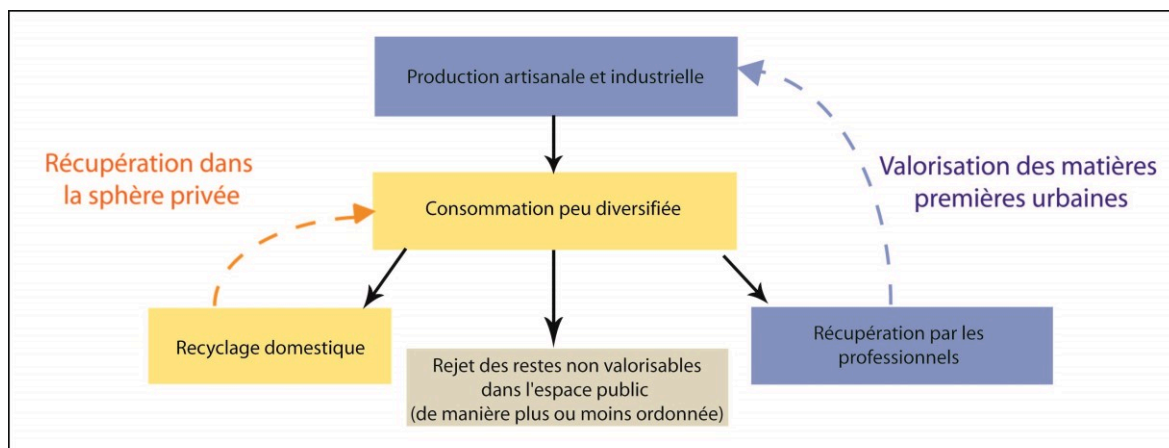 Production artisanale et industrielle
Récupération dans
la sphère privée
Valorisation des matières
premières urbaines
Consommation peu diversifiée
Recyclage domestique
Rejet des restes non valorisables
dans l'espace public
(de manière plus ou moins ordonnée)
Récupération par les
professionnels